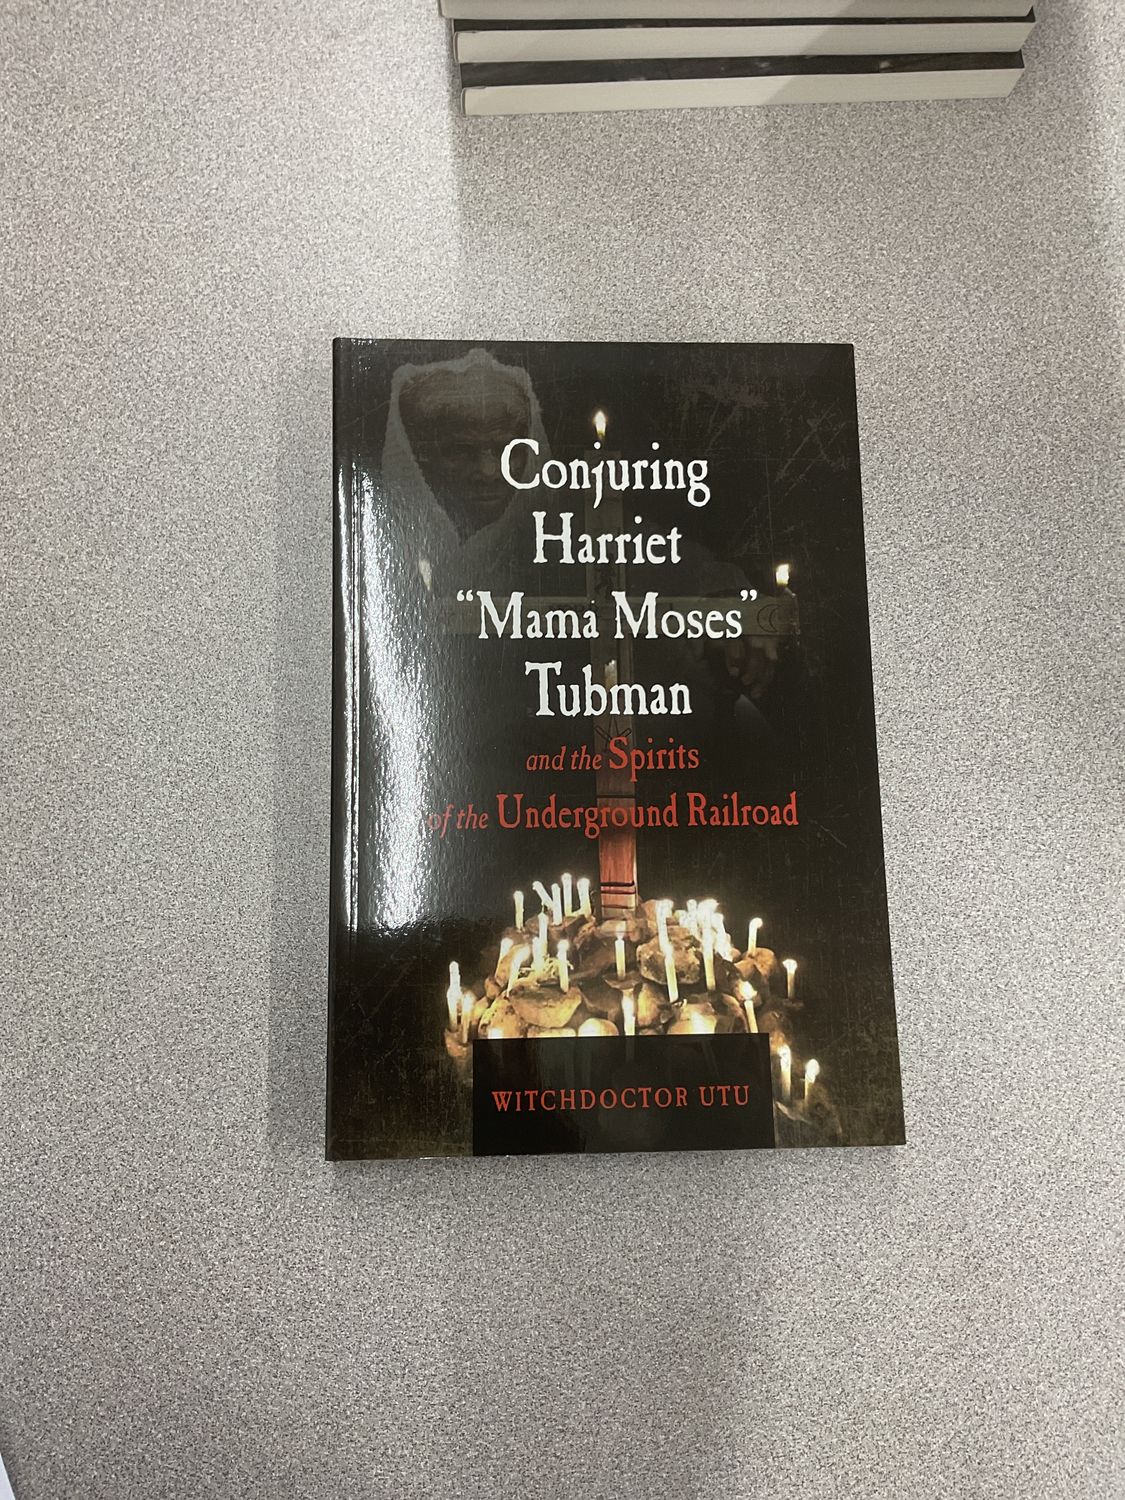 Conjuring
Harriet
“Mama Moses”
Tubman
and the Spirits
of the Underground Railroad
WITCHDOCTOR UTU